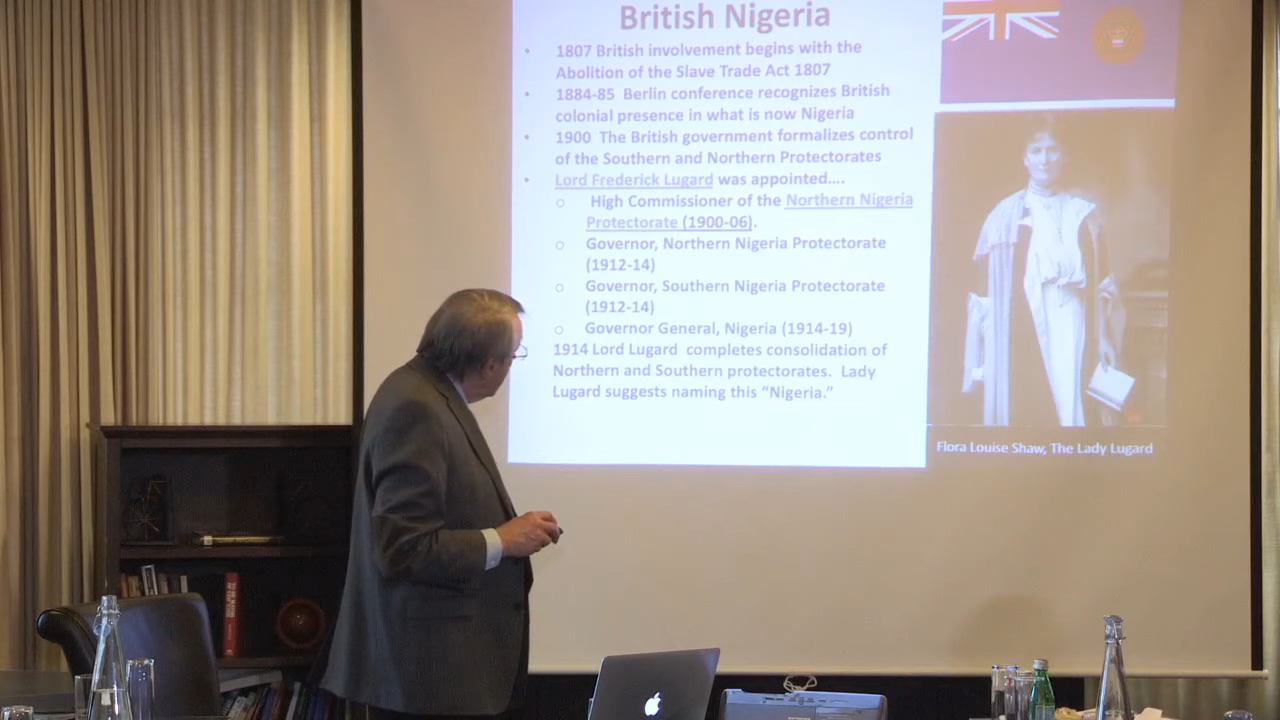 British Nigeria
• 1807 British involvement begins with the
Abolition of the Slave Trade Act 1807
• 1884-85 Berlin conference recognizes British
colonial presence in what is now Nigeria
• 1900 The British government formalizes control
of the Southern and Northern Protectorates
• Lord Frederick Lugard was appointed....
○ High Commissioner of the Northern Nigeria
Protectorate (1900-06).
○ Governor, Northern Nigeria Protectorate
(1912-14)
○ Governor, Southern Nigeria Protectorate
(1912-14)
○ Governor General, Nigeria (1914-19)
1914 Lord Lugard completes consolidation of
Northern and Southern protectorates. Lady
Lugard suggests naming this “Nigeria.”
Flora Louise Shaw, The Lady Lugard